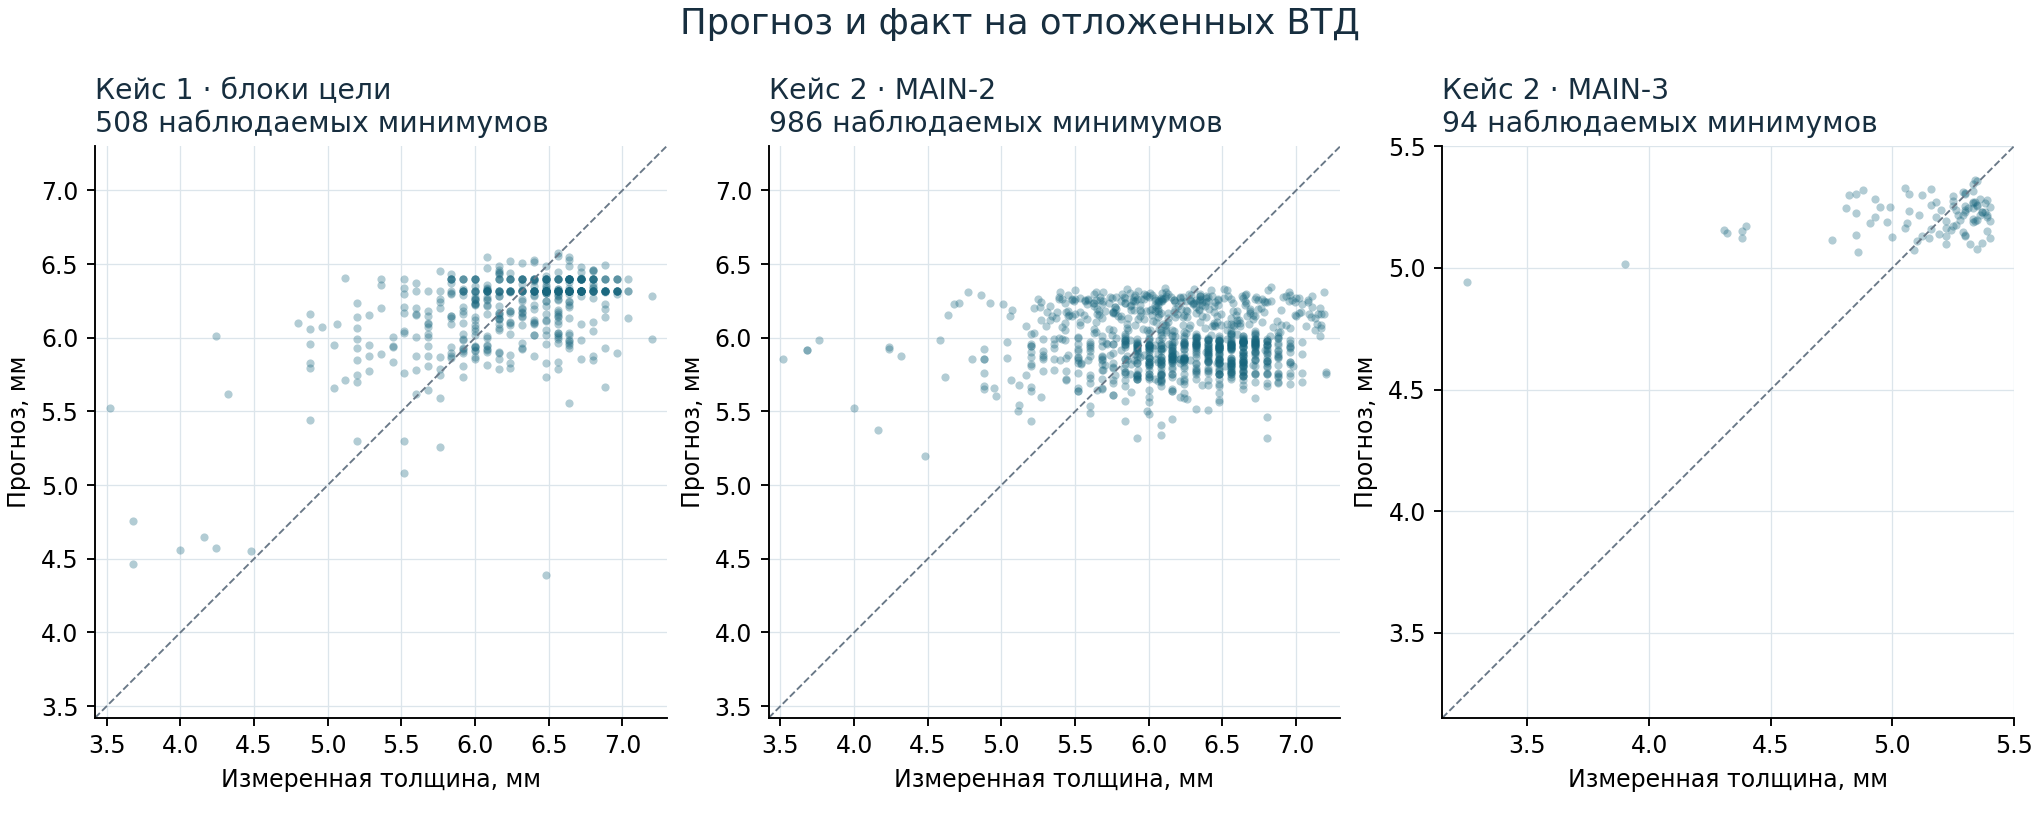 Прогноз и факт на отложенных ВТД
Кейс 1 · блоки цели
508 наблюдаемых минимумов
Прогноз, мм
7.0
6.5
6.0
5.5
5.0
4.5
4.0
3.5
3.5 4.0 4.5 5.0 5.5 6.0 6.5 7.0
Измеренная толщина, мм
Кейс 2 · MAIN-2
986 наблюдаемых минимумов
Прогноз, мм
7.0
6.5
6.0
5.5
5.0
4.5
4.0
3.5
3.5 4.0 4.5 5.0 5.5 6.0 6.5 7.0
Измеренная толщина, мм
Кейс 2 · MAIN-3
94 наблюдаемых минимумов
Прогноз, мм
5.5
5.0
4.5
4.0
3.5
3.5 4.0 4.5 5.0 5.5
Измеренная толщина, мм